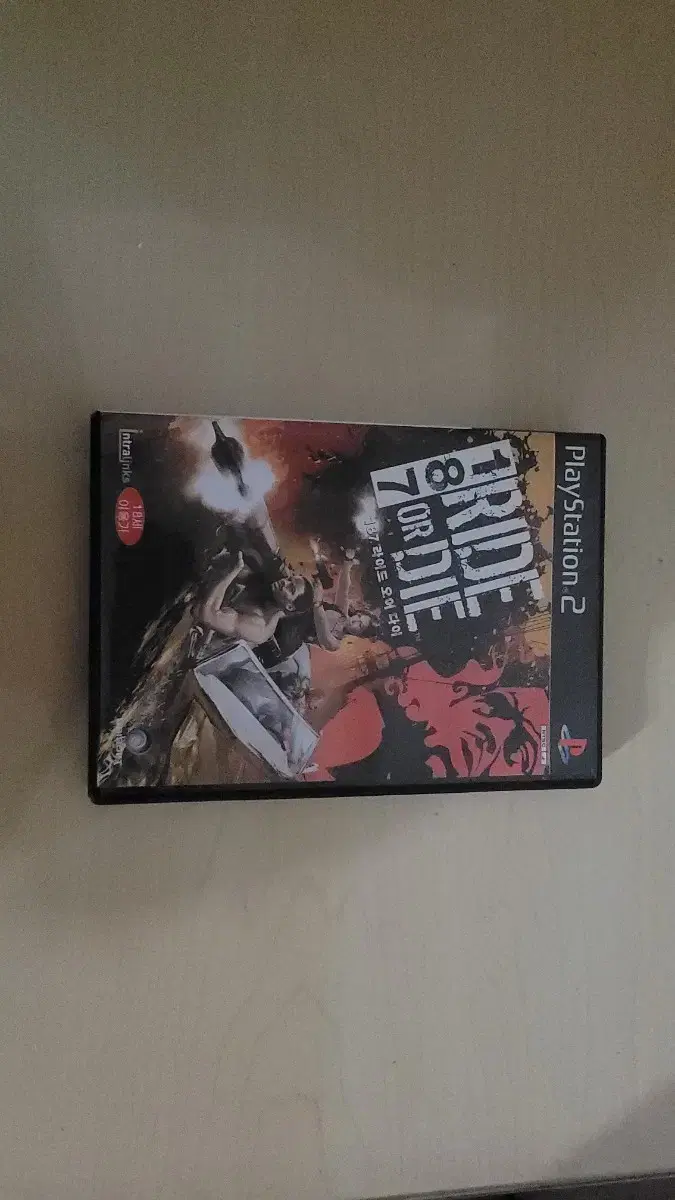 PlayStation 2
187
RIDE
OR DIE
TM
187 라이드 오어 다이
18세
이용가
intralinks